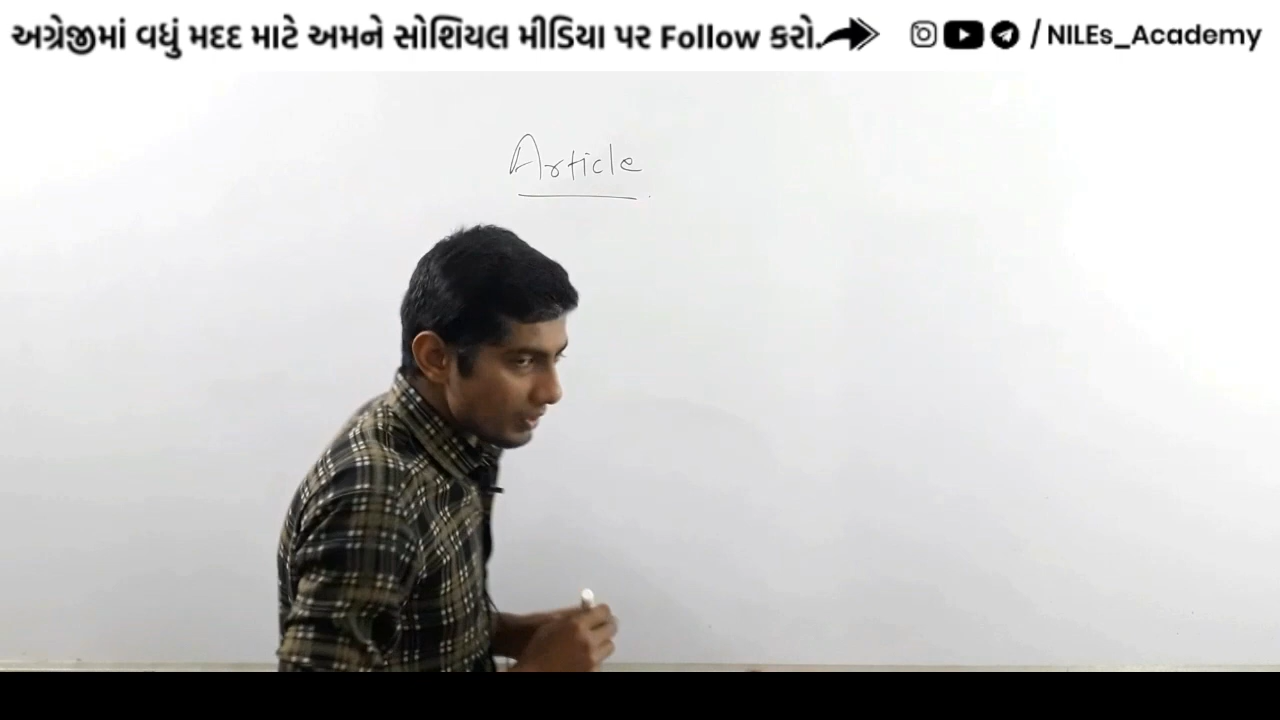 અગ્રેજીમાં વધું મદદ માટે અમને સોશિયલ મીડિયા પર Follow કરો. / NILEs_Academy
Article